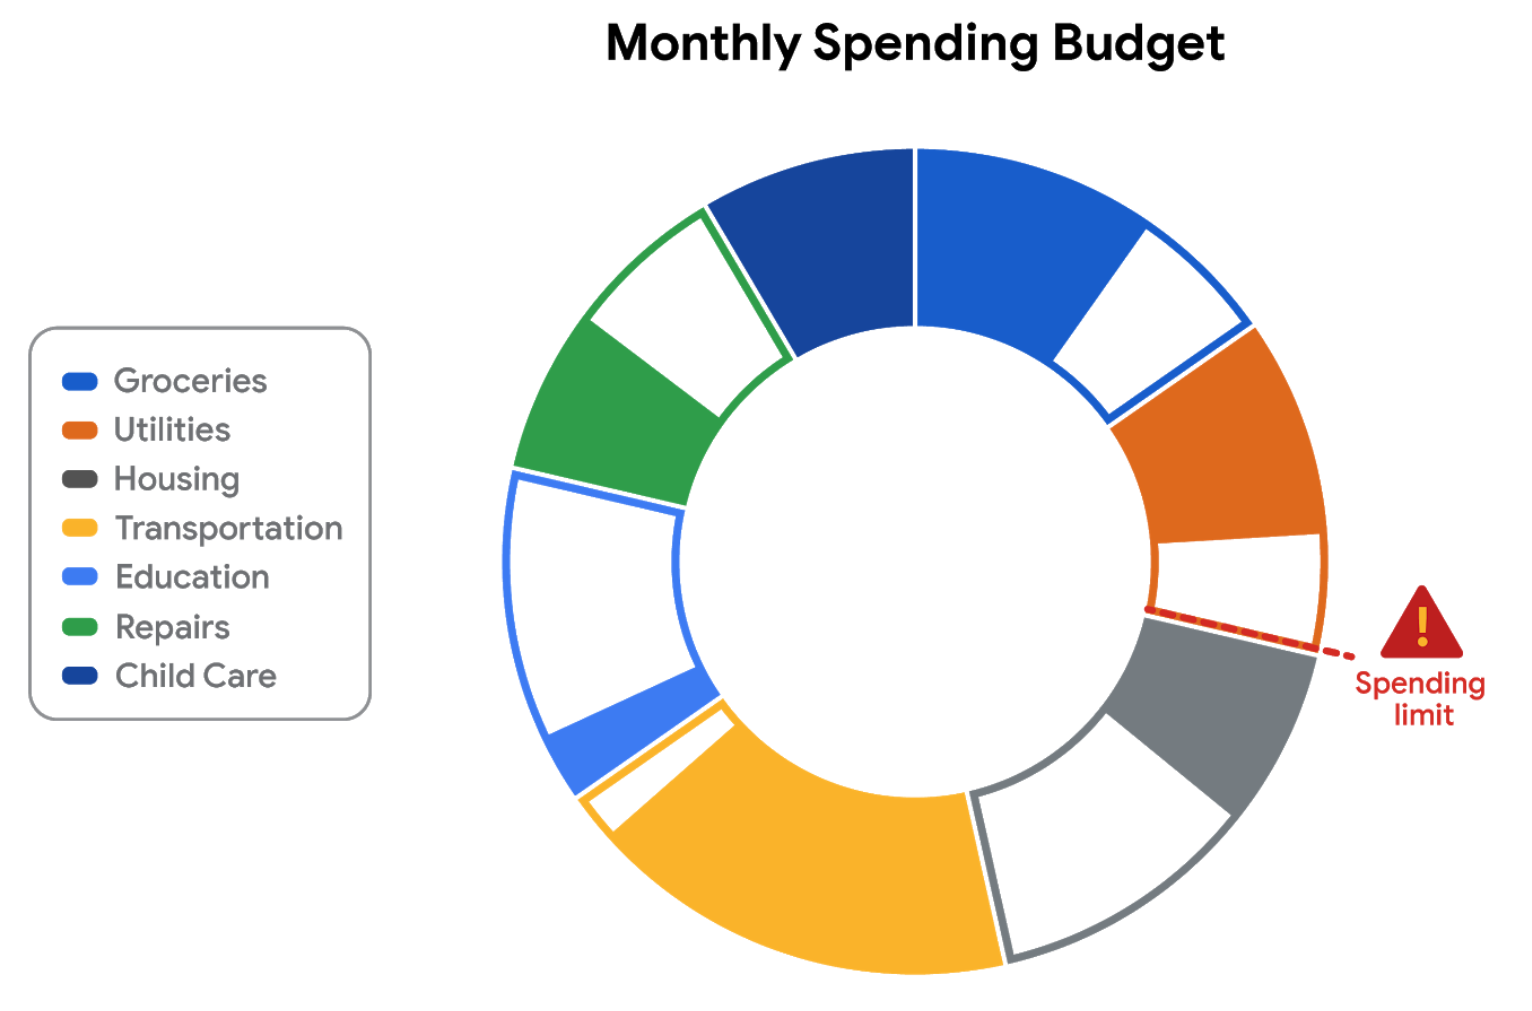 Monthly Spending Budget
Groceries
Utilities
Housing
Transportation
Education
Repairs
Child Care
!
Spending
limit